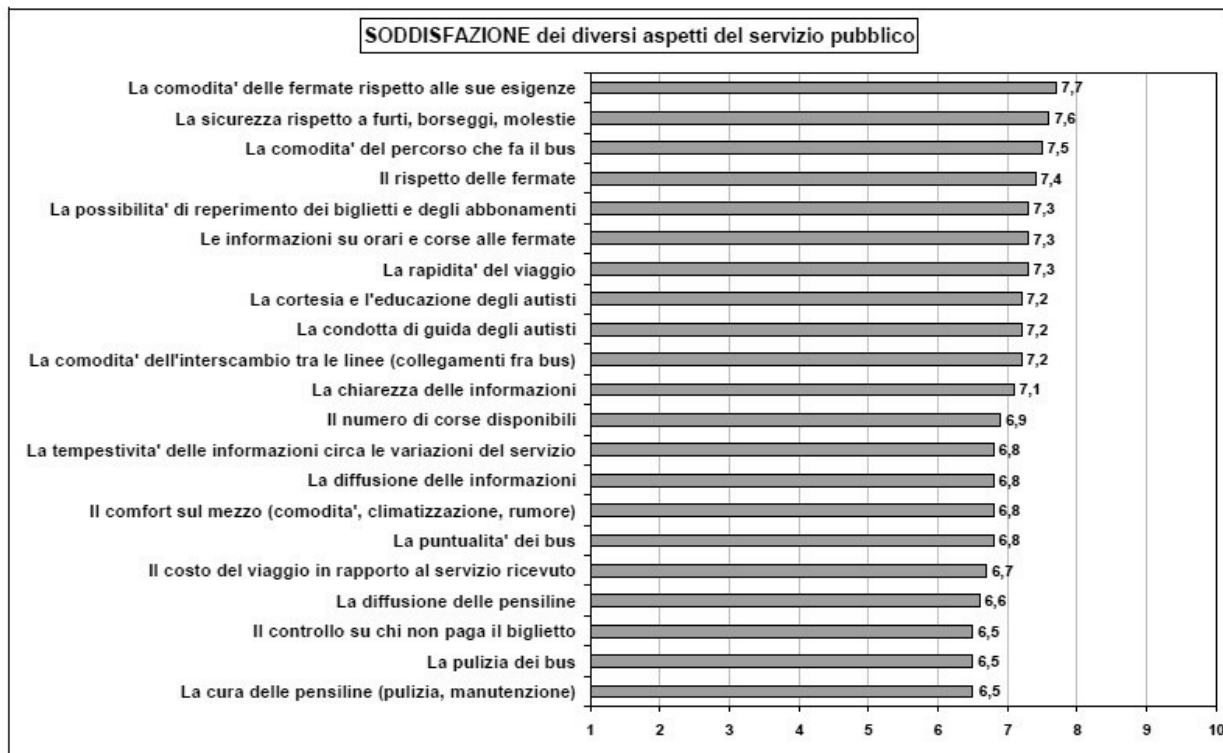 SODDISFAZIONE dei diversi aspetti del servizio pubblico
La comodita' delle fermate rispetto alle sue esigenze 7,7
La sicurezza rispetto a furti, borseggi, molestie 7,6
La comodita' del percorso che fa il bus 7,5
Il rispetto delle fermate 7,4
La possibilita' di reperimento dei biglietti e degli abbonamenti 7,3
Le informazioni su orari e corse alle fermate 7,3
La rapidita' del viaggio 7,3
La cortesia e l'educazione degli autisti 7,2
La condotta di guida degli autisti 7,2
La comodita' dell'interscambio tra le linee (collegamenti fra bus) 7,2
La chiarezza delle informazioni 7,1
Il numero di corse disponibili 6,9
La tempestivita' delle informazioni circa le variazioni del servizio 6,8
La diffusione delle informazioni 6,8
Il comfort sul mezzo (comodita', climatizzazione, rumore) 6,8
La puntualita' dei bus 6,8
Il costo del viaggio in rapporto al servizio ricevuto 6,7
La diffusione delle pensiline 6,6
Il controllo su chi non paga il biglietto 6,5
La pulizia dei bus 6,5
La cura delle pensiline (pulizia, manutenzione) 6,5
1 2 3 4 5 6 7 8 9 10